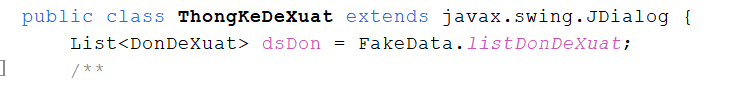 public class ThongKeDeXuat extends javax.swing.JDialog {
    List<DonDeXuat> dsDon = FakeData.listDonDeXuat;
    /**